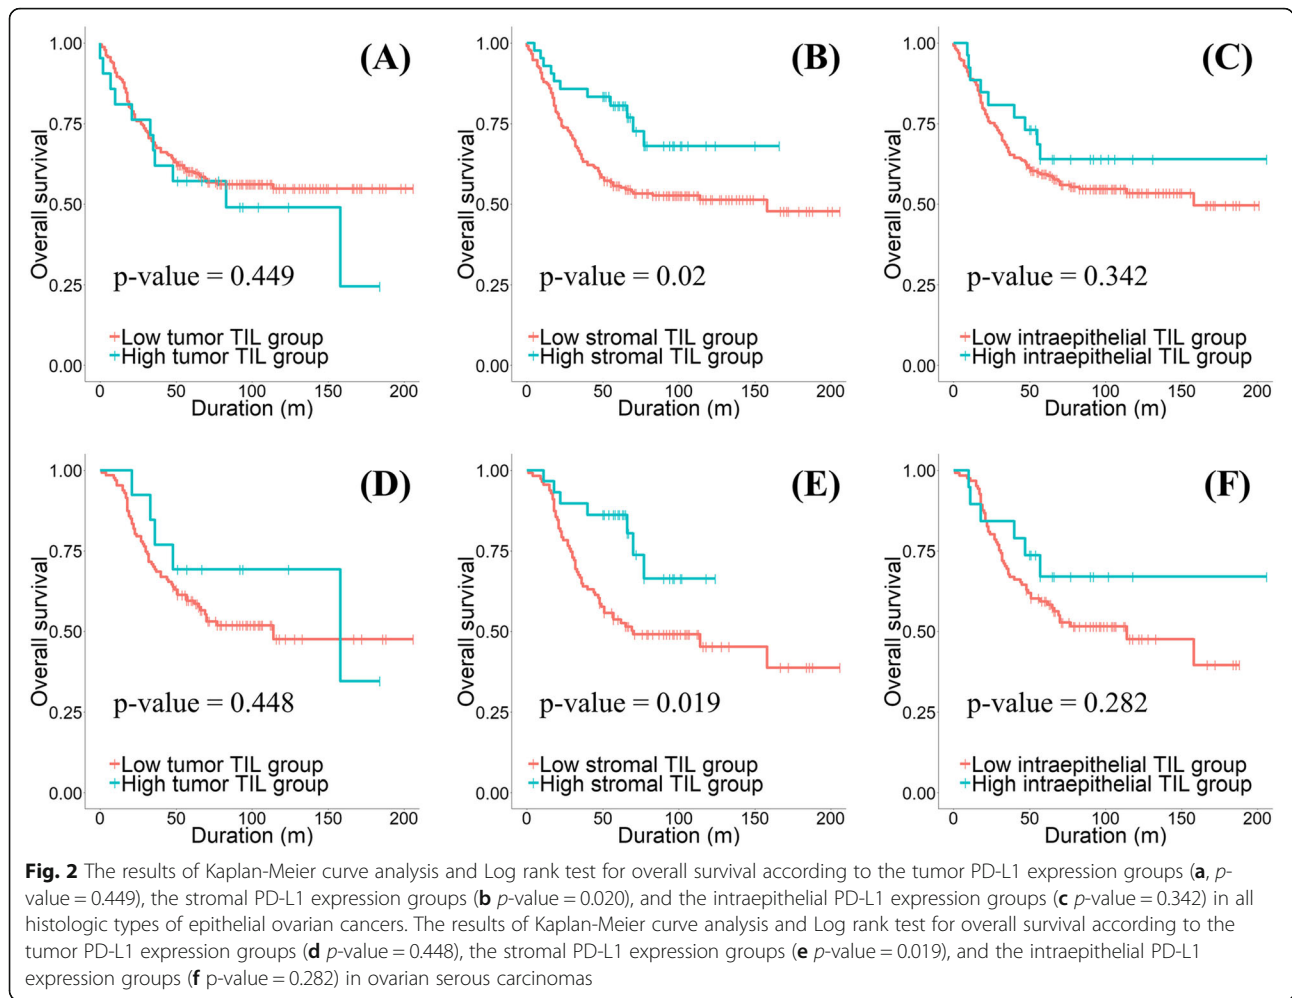 (A)
1.00
0.75
0.50
0.25
0.00
Overall survival
p-value = 0.449
Low tumor TIL group
High tumor TIL group
0 50 100 150 200
Duration (m)
(B)
1.00
0.75
0.50
0.25
0.00
Overall survival
p-value = 0.02
Low stromal TIL group
High stromal TIL group
0 50 100 150 200
Duration (m)
(C)
1.00
0.75
0.50
0.25
0.00
Overall survival
p-value = 0.342
Low intraepithelial TIL group
High intraepithelial TIL group
0 50 100 150 200
Duration (m)
(D)
1.00
0.75
0.50
0.25
0.00
Overall survival
p-value = 0.448
Low tumor TIL group
High tumor TIL group
0 50 100 150 200
Duration (m)
(E)
1.00
0.75
0.50
0.25
0.00
Overall survival
p-value = 0.019
Low stromal TIL group
High stromal TIL group
0 50 100 150 200
Duration (m)
(F)
1.00
0.75
0.50
0.25
0.00
Overall survival
p-value = 0.282
Low intraepithelial TIL group
High intraepithelial TIL group
0 50 100 150 200
Duration (m)
Fig. 2 The results of Kaplan-Meier curve analysis and Log rank test for overall survival according to the tumor PD-L1 expression groups (a, p-
value = 0.449), the stromal PD-L1 expression groups (b p-value = 0.020), and the intraepithelial PD-L1 expression groups (c p-value = 0.342) in all
histologic types of epithelial ovarian cancers. The results of Kaplan-Meier curve analysis and Log rank test for overall survival according to the
tumor PD-L1 expression groups (d p-value = 0.448), the stromal PD-L1 expression groups (e p-value = 0.019), and the intraepithelial PD-L1
expression groups (f p-value = 0.282) in ovarian serous carcinomas